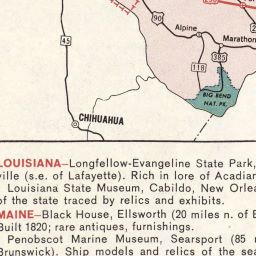 90
Alpine
Marathon
45
118
385
BIG BEND
NAT. PK.
CHIHUAHUA
LOUISIANA—Longfellow-Evangeline State Park,
ville (s.e. of Lafayette). Rich in lore of Acadian
Louisiana State Museum, Cabildo, New Orlea
of the state traced by relics and exhibits.
MAINE—Black House, Ellsworth (20 miles n. of B
Built 1820; rare antiques, furnishings.
Penobscot Marine Museum, Searsport (85 m
Brunswick). Ship models and relics of the sea